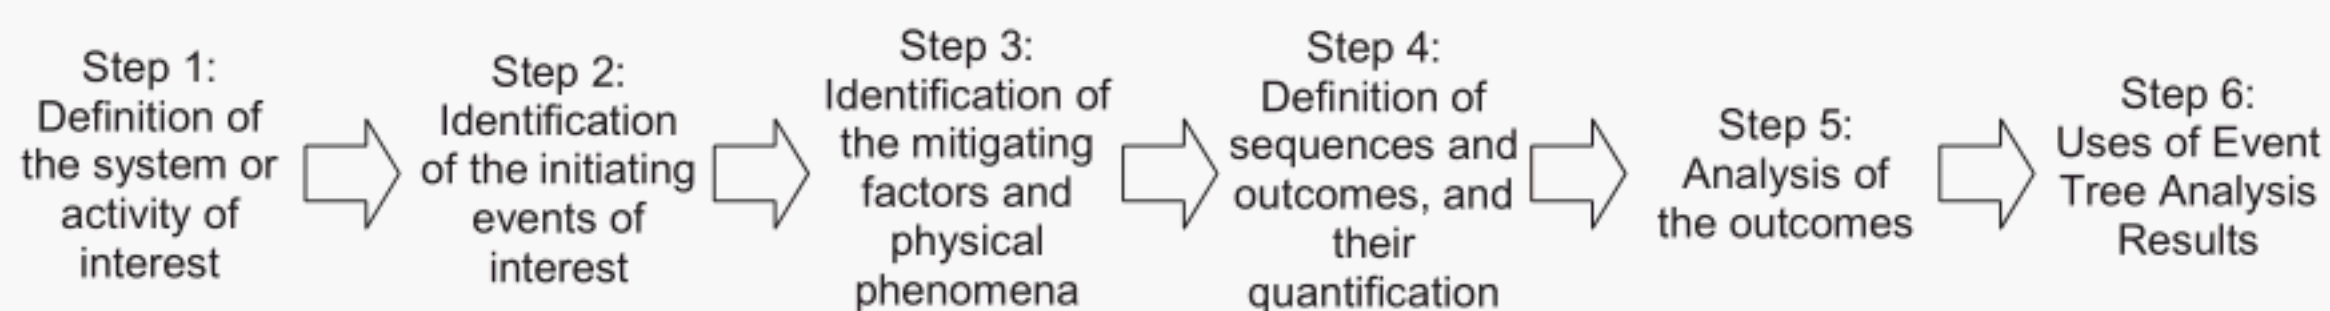 Step 1:
Definition of
the system or
activity of
interest
Step 2:
Identification
of the initiating
events of
interest
Step 3:
Identification of
the mitigating
factors and
physical
phenomena
Step 4:
Definition of
sequences and
outcomes, and
their
quantification
Step 5:
Analysis of
the outcomes
Step 6:
Uses of Event
Tree Analysis
Results